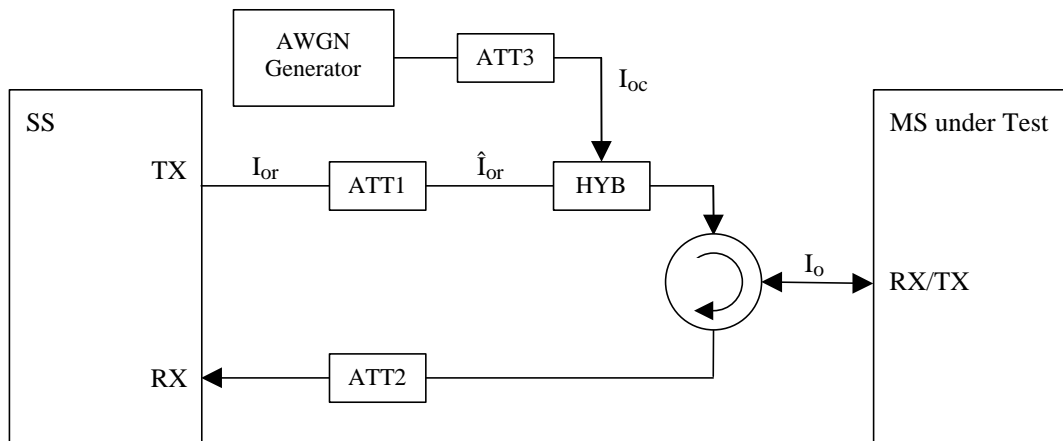 AWGN
Generator
ATT3
I_oc
SS
MS under Test
TX
I_or
ATT1
Î_or
HYB
I_o
RX/TX
RX
ATT2